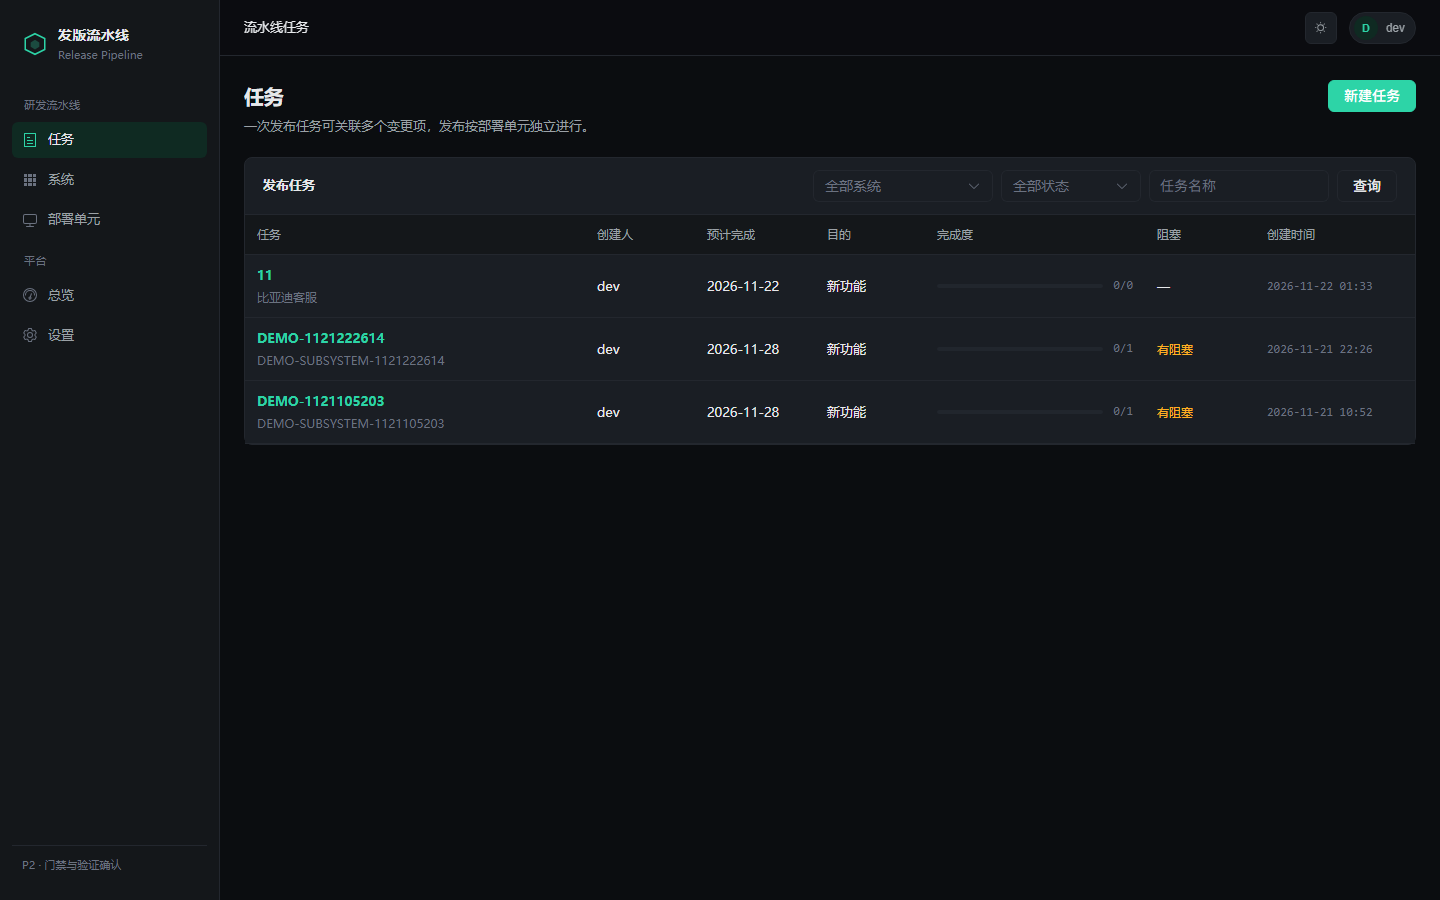 发版流水线
Release Pipeline
研发流水线
任务
系统
部署单元
平台
总览
设置
P2 · 门禁与验证确认
流水线任务
D dev
任务
新建任务
一次发布任务可关联多个变更项，发布按部署单元独立进行。
发布任务 全部系统 全部状态 任务名称 查询
任务 创建人 预计完成 目的 完成度 阻塞 创建时间
11
比亚迪客服
dev 2026-11-22 新功能 0/0 — 2026-11-22 01:33
DEMO-1121222614
DEMO-SUBSYSTEM-1121222614
dev 2026-11-28 新功能 0/1 有阻塞 2026-11-21 22:26
DEMO-1121105203
DEMO-SUBSYSTEM-1121105203
dev 2026-11-28 新功能 0/1 有阻塞 2026-11-21 10:52